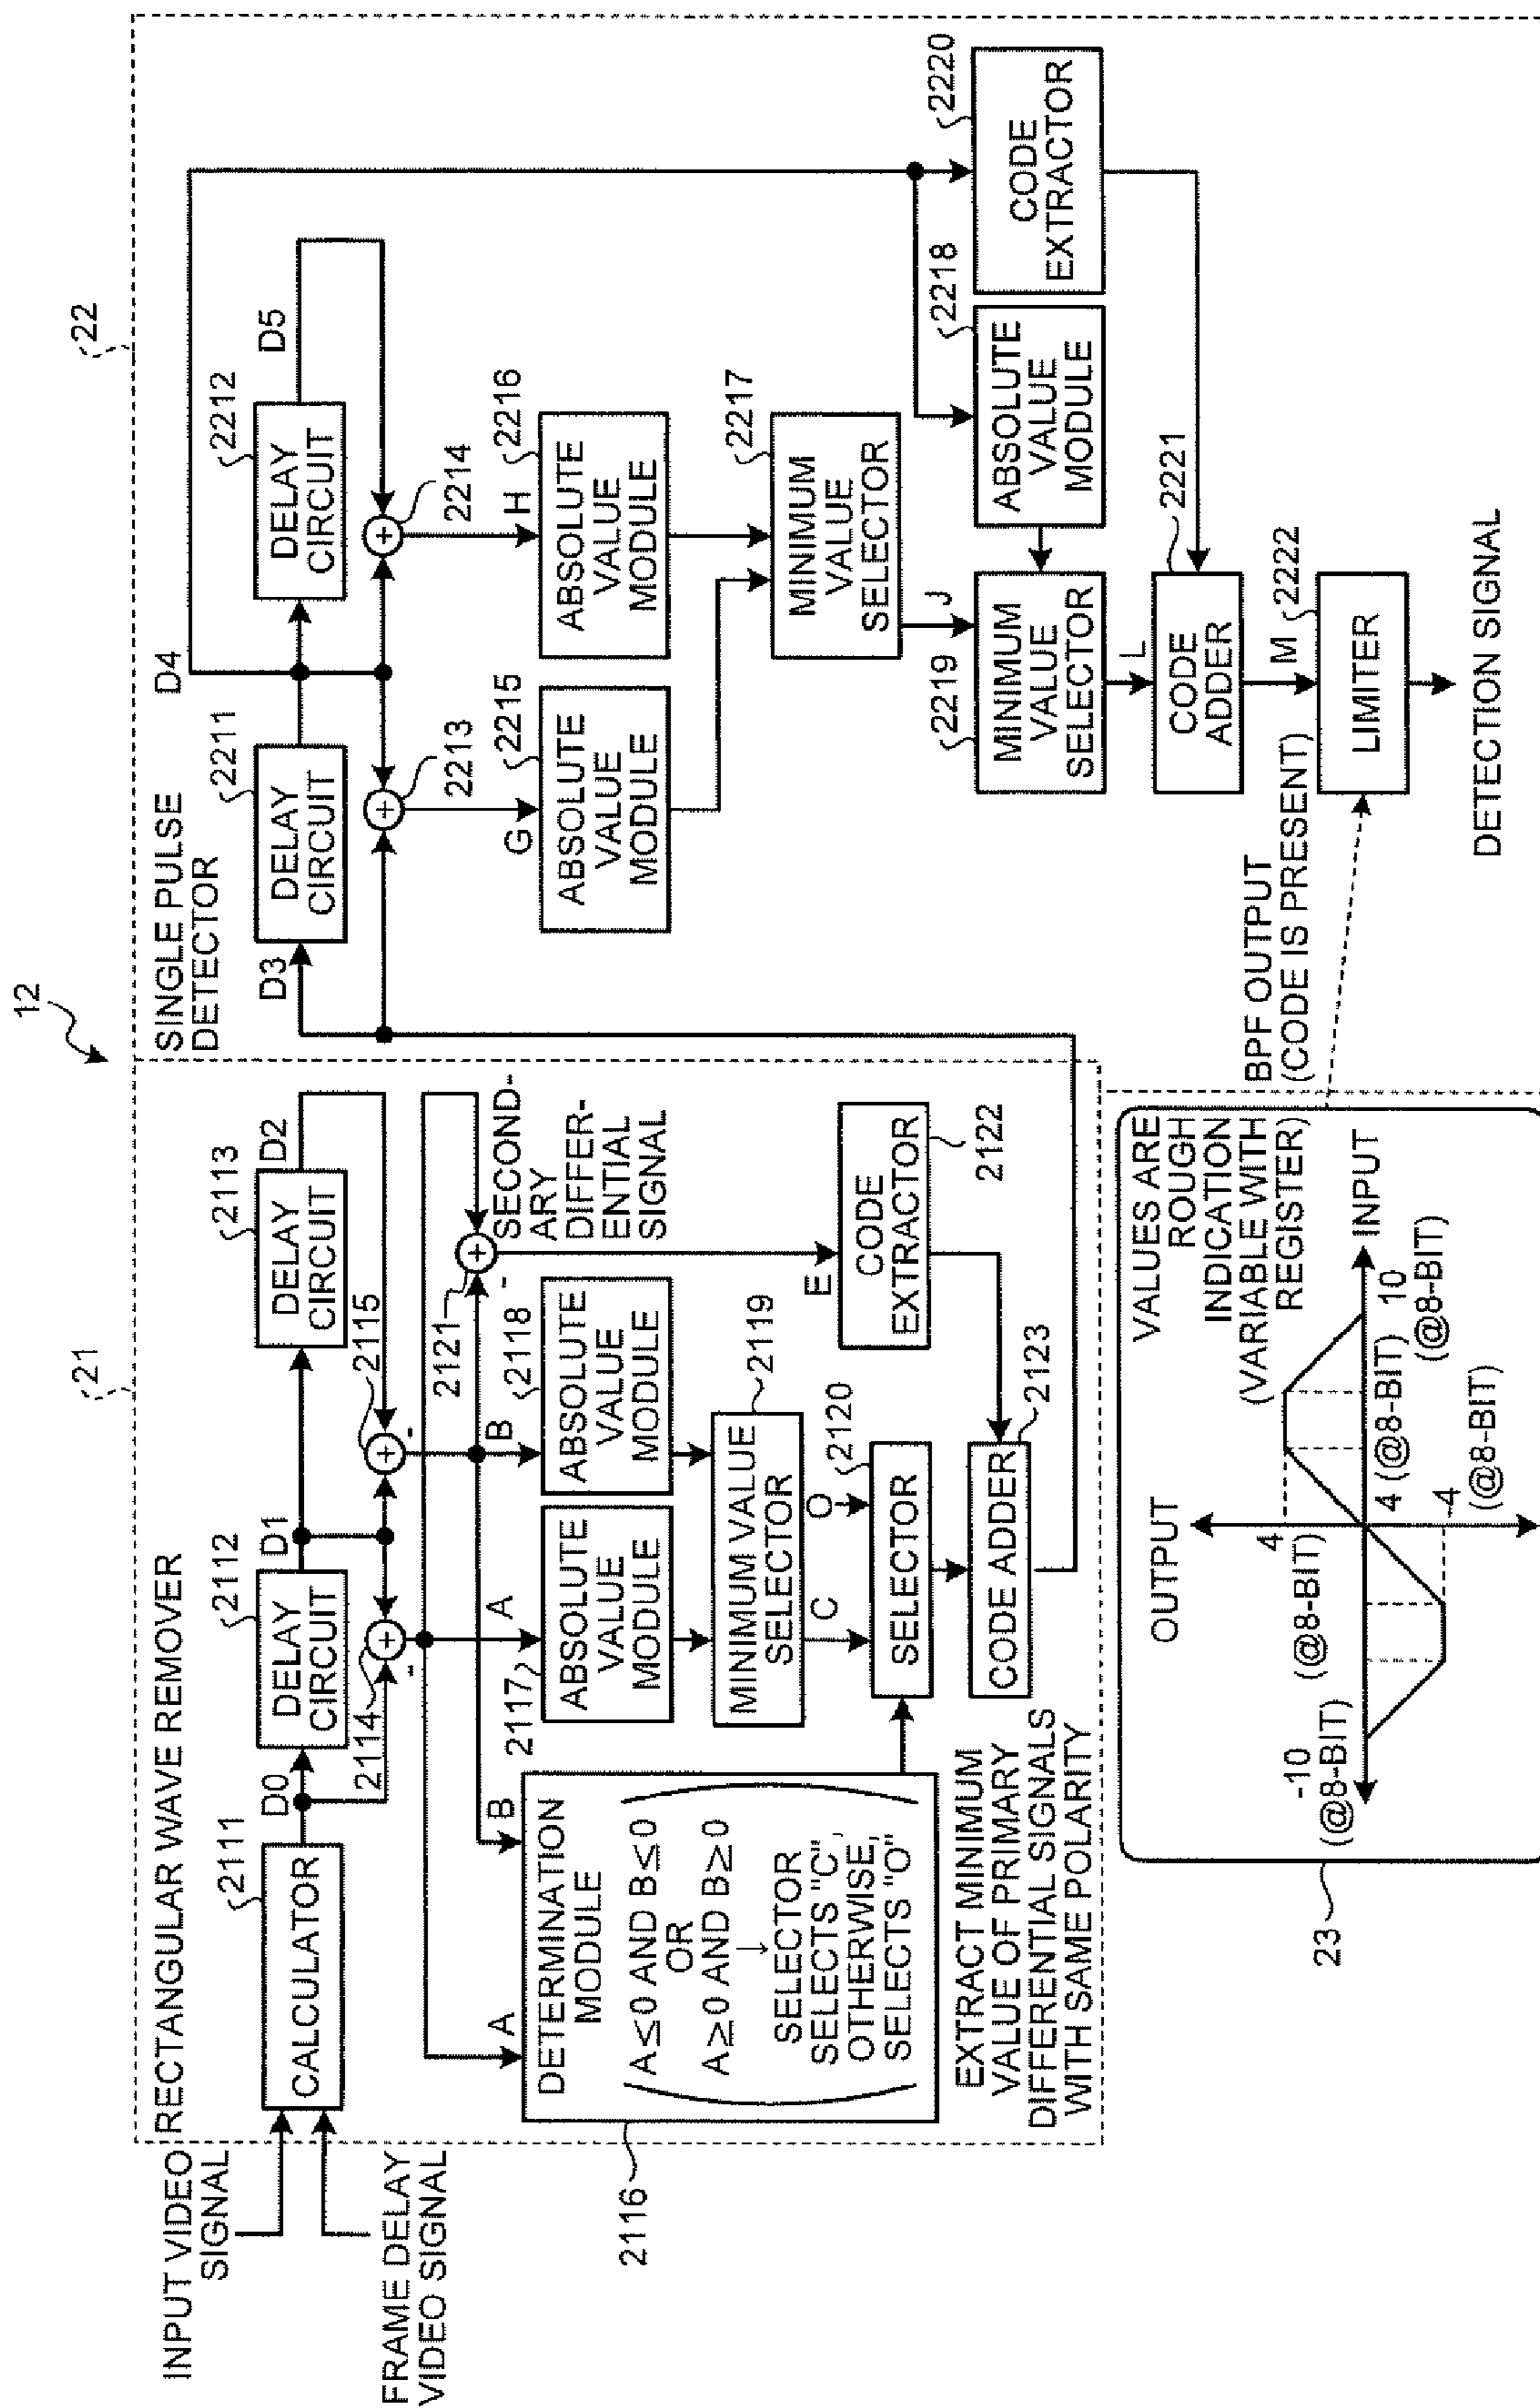 12
21
22
INPUT VIDEO
SIGNAL
FRAME DELAY
VIDEO SIGNAL
RECTANGULAR WAVE REMOVER
CALCULATOR
2111
D0
DELAY
CIRCUIT
2112
D1
DELAY
CIRCUIT
2113
D2
2114
-
2115
-
2121
-
SECOND-
ARY
DIFFER-
ENTIAL
SIGNAL
A
B
DETERMINATION
MODULE
A≤0 AND B≤0
OR
A≥0 AND B≥0
→SELECTOR
SELECTS "C",
OTHERWISE,
SELECTS "O"
2116
A
ABSOLUTE
VALUE
MODULE
2117
B
ABSOLUTE
VALUE
MODULE
2118
MINIMUM VALUE
SELECTOR
2119
C
O
SELECTOR
2120
E
CODE
EXTRACTOR
2122
CODE ADDER
2123
EXTRACT MINIMUM
VALUE OF PRIMARY
DIFFERENTIAL SIGNALS
WITH SAME POLARITY
SINGLE PULSE
DETECTOR
D3
DELAY
CIRCUIT
2211
D4
DELAY
CIRCUIT
2212
D5
2213
2214
G
ABSOLUTE
VALUE
MODULE
2215
H
ABSOLUTE
VALUE
MODULE
2216
MINIMUM
VALUE
SELECTOR
2217
J
ABSOLUTE
VALUE
MODULE
2218
CODE
EXTRACTOR
2220
MINIMUM
VALUE
SELECTOR
2219
L
CODE
ADDER
2221
M
LIMITER
2222
BPF OUTPUT
(CODE IS PRESENT)
DETECTION SIGNAL
VALUES ARE
ROUGH
INDICATION
(VARIABLE WITH
REGISTER)
OUTPUT
INPUT
4
(@8-BIT)
4
(@8-BIT)
10
(@8-BIT)
-10
(@8-BIT)
-4
(@8-BIT)
23